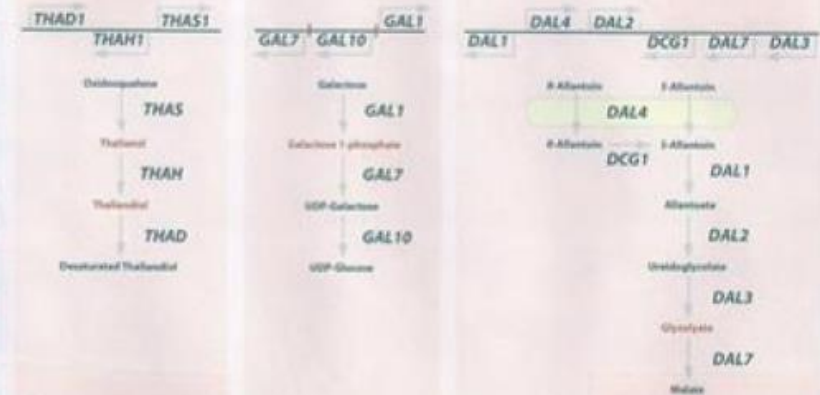 THAD1 THAS1
THAH1
Oxidosqualene
THAS
Thalianol
THAH
Thaliandiol
THAD
Desaturated Thaliandiol
GAL1
GAL7 GAL10
Galactose
GAL1
Galactose 1-phosphate
GAL7
UDP-Galactose
GAL10
UDP-Glucose
DAL4 DAL2
DAL1 DCG1 DAL7 DAL3
R-Allantoin S-Allantoin
DAL4
R-Allantoin S-Allantoin
DCG1
DAL1
Allantoate
DAL2
Ureidoglycolate
DAL3
Glyoxylate
DAL7
Malate